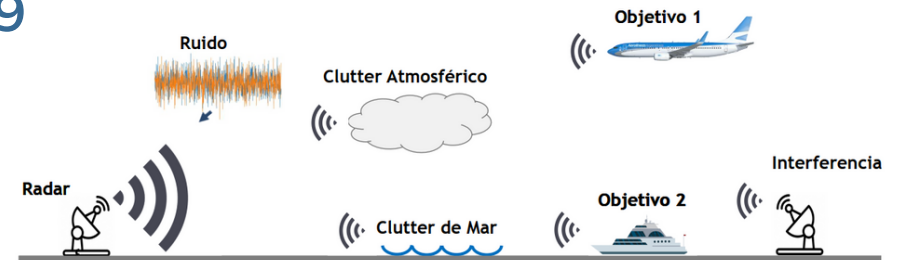 9
Objetivo 1
Ruido
Clutter Atmosférico
Interferencia
Radar
Objetivo 2
Clutter de Mar